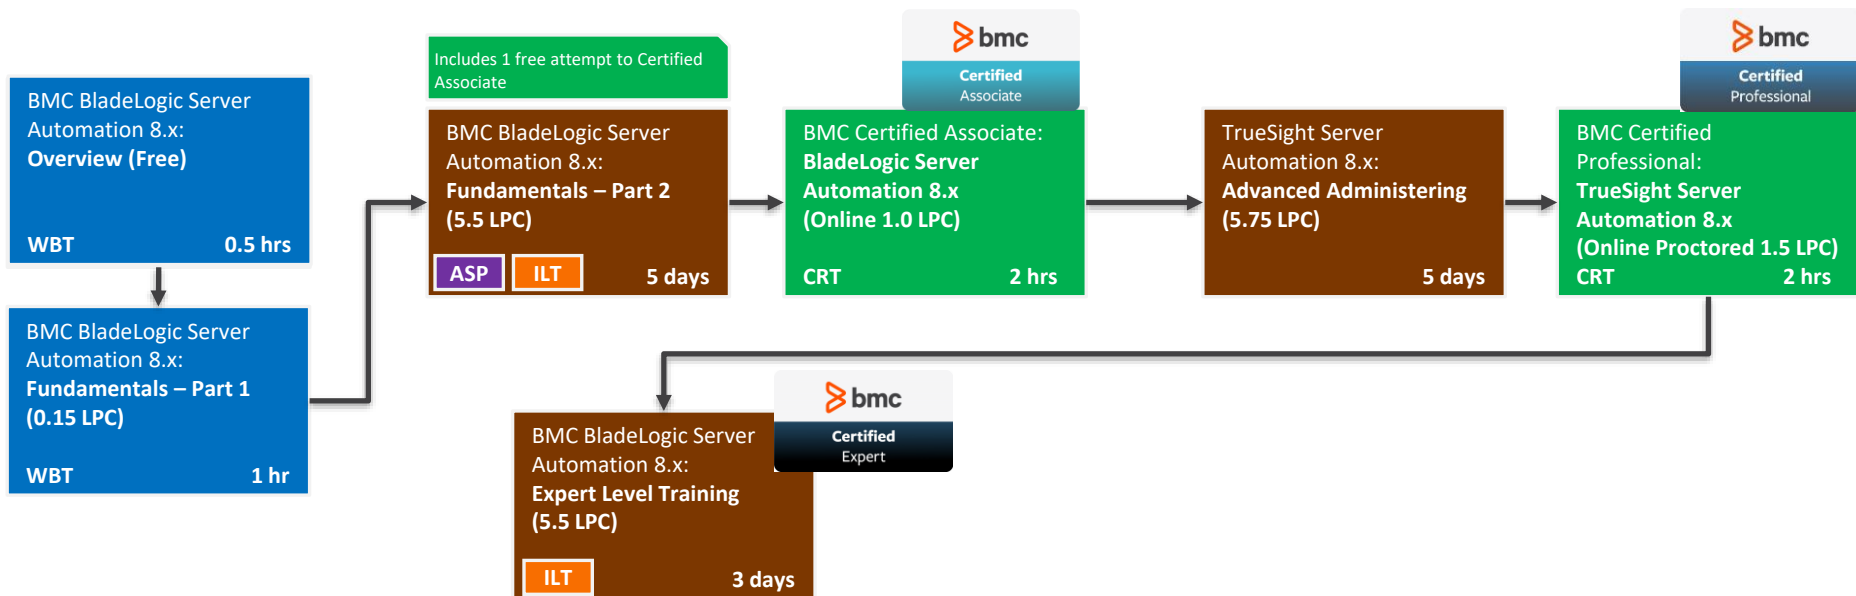 BMC BladeLogic Server
Automation 8.x:
Overview (Free)
WBT 0.5 hrs
BMC BladeLogic Server
Automation 8.x:
Fundamentals – Part 1
(0.15 LPC)
WBT 1 hr
Includes 1 free attempt to Certified
Associate
BMC BladeLogic Server
Automation 8.x:
Fundamentals – Part 2
(5.5 LPC)
ASP ILT 5 days
bmc
Certified
Associate
BMC Certified Associate:
BladeLogic Server
Automation 8.x
(Online 1.0 LPC)
CRT 2 hrs
TrueSight Server
Automation 8.x:
Advanced Administering
(5.75 LPC)
5 days
bmc
Certified
Professional
BMC Certified
Professional:
TrueSight Server
Automation 8.x
(Online Proctored 1.5 LPC)
CRT 2 hrs
bmc
Certified
Expert
BMC BladeLogic Server
Automation 8.x:
Expert Level Training
(5.5 LPC)
ILT 3 days